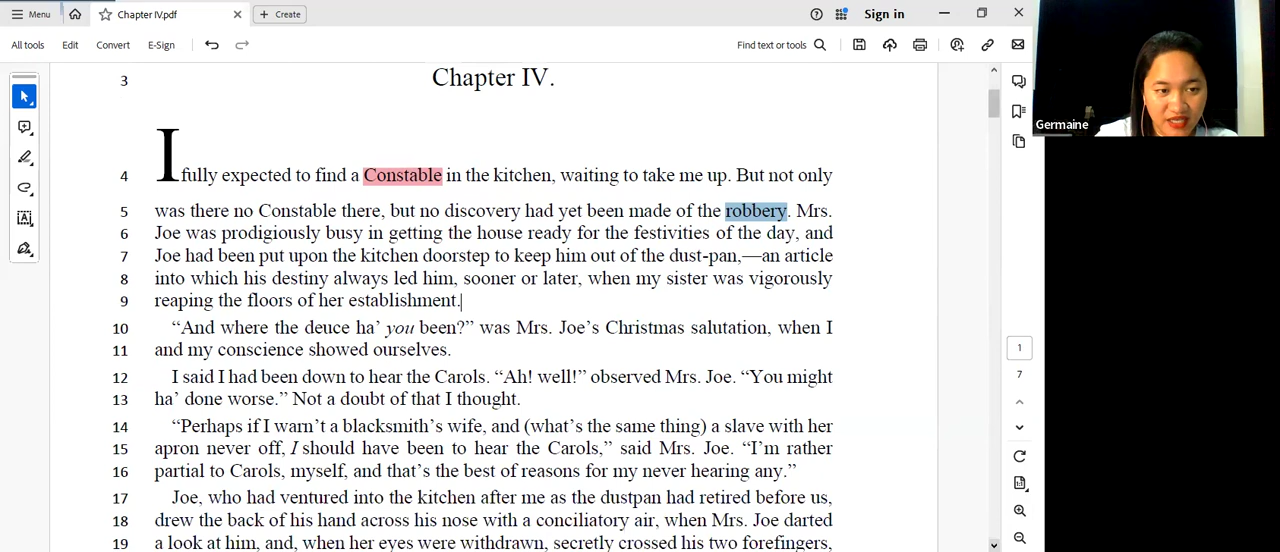 Menu
Chapter IV.pdf
Create
Sign in
All tools
Edit
Convert
E-Sign
Find text or tools
Germaine
3 Chapter IV.
4 I fully expected to find a Constable in the kitchen, waiting to take me up. But not only
5 was there no Constable there, but no discovery had yet been made of the robbery. Mrs.
6 Joe was prodigiously busy in getting the house ready for the festivities of the day, and
7 Joe had been put upon the kitchen doorstep to keep him out of the dust-pan,—an article
8 into which his destiny always led him, sooner or later, when my sister was vigorously
9 reaping the floors of her establishment.
10 “And where the deuce ha’ you been?” was Mrs. Joe’s Christmas salutation, when I
11 and my conscience showed ourselves.
12 I said I had been down to hear the Carols. “Ah! well!” observed Mrs. Joe. “You might
13 ha’ done worse.” Not a doubt of that I thought.
14 “Perhaps if I warn’t a blacksmith’s wife, and (what’s the same thing) a slave with her
15 apron never off, I should have been to hear the Carols,” said Mrs. Joe. “I’m rather
16 partial to Carols, myself, and that’s the best of reasons for my never hearing any.”
17 Joe, who had ventured into the kitchen after me as the dustpan had retired before us,
18 drew the back of his hand across his nose with a conciliatory air, when Mrs. Joe darted
19 a look at him, and, when her eyes were withdrawn, secretly crossed his two forefingers,
1
7